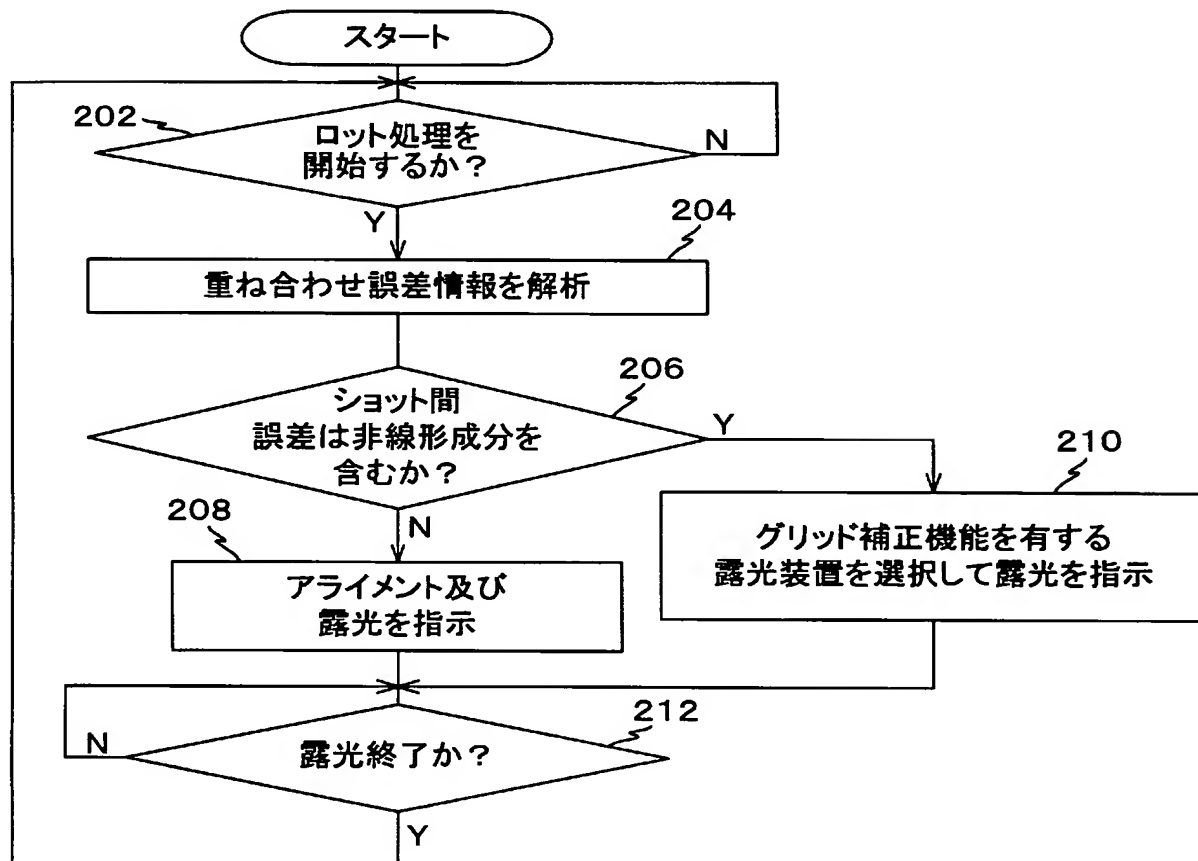 スタート
202
ロット処理を
開始するか?
N
Y
204
重ね合わせ誤差情報を解析
206
ショット間
誤差は非線形成分を
含むか?
Y
210
N
208
グリッド補正機能を有する
露光装置を選択して露光を指示
アライメント及び
露光を指示
212
N
露光終了か?
Y